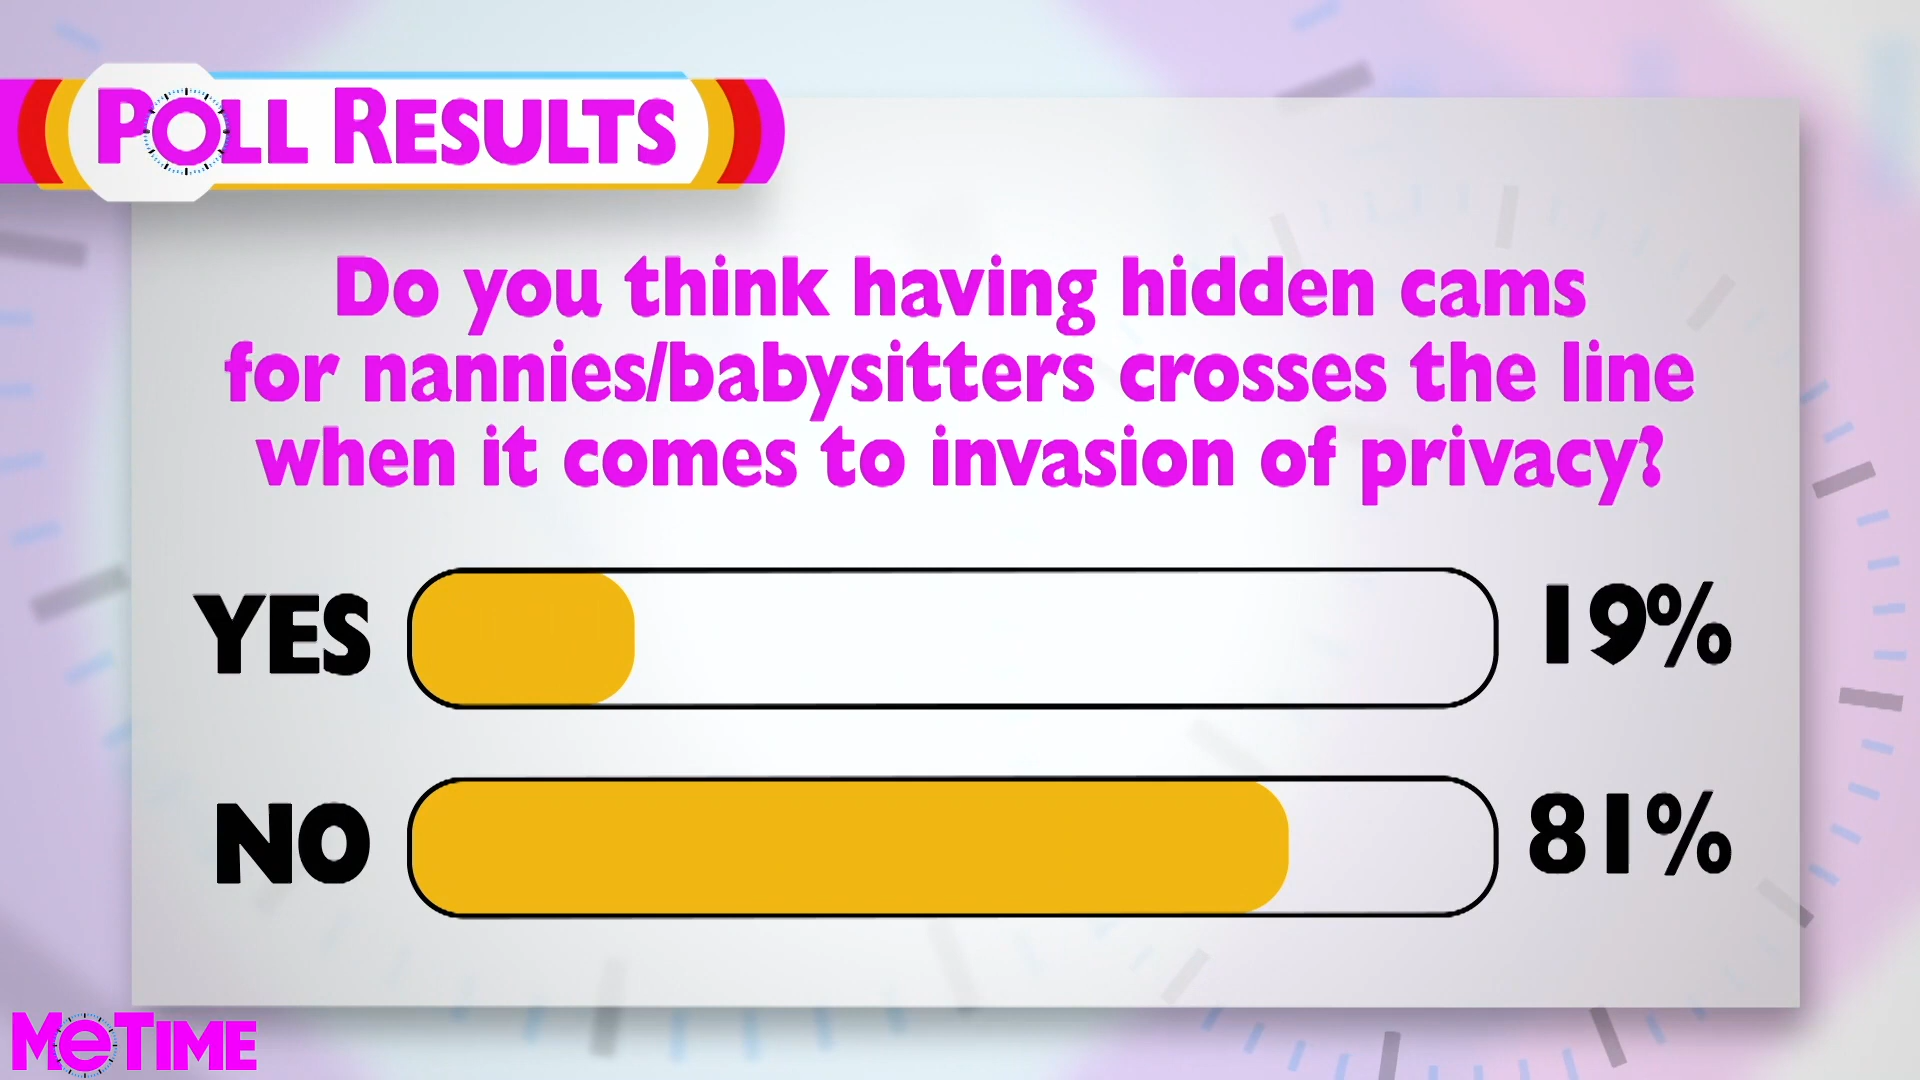 POLL RESULTS
Do you think having hidden cams
for nannies/babysitters crosses the line
when it comes to invasion of privacy?
YES 19%
NO 81%
MeTIME